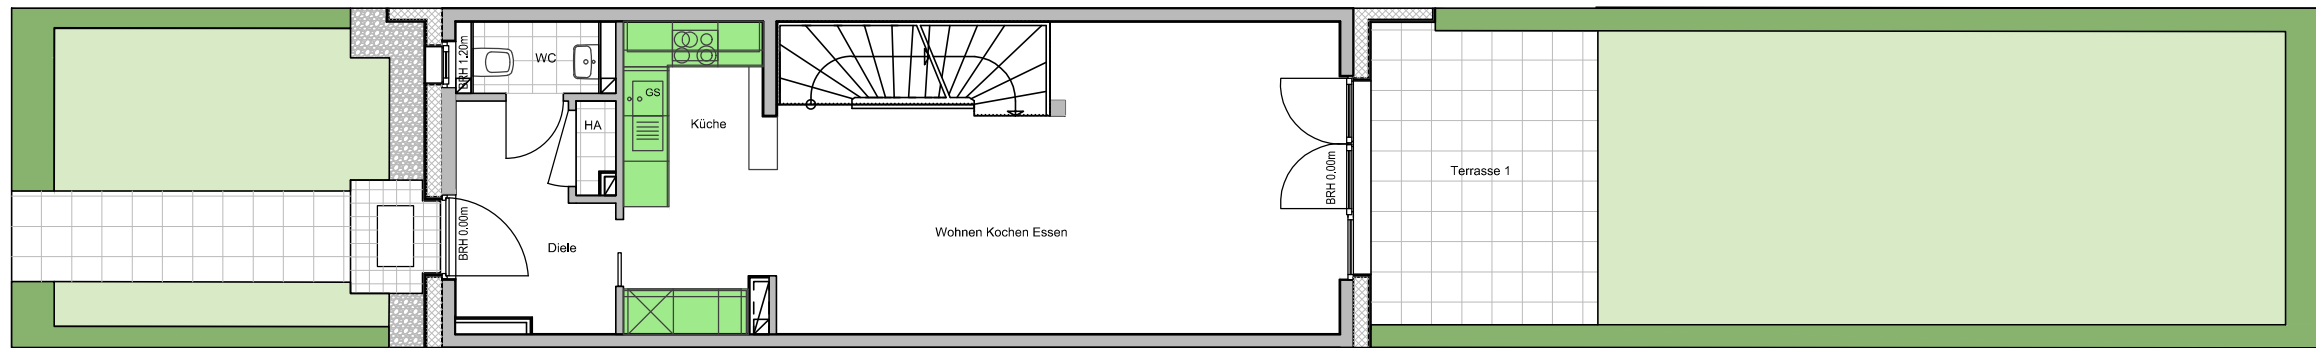 BRH 1.20m
WC
GS
HA
Küche
BRH 0.00m
Diele
Wohnen Kochen Essen
BRH 0.00m
Terrasse 1